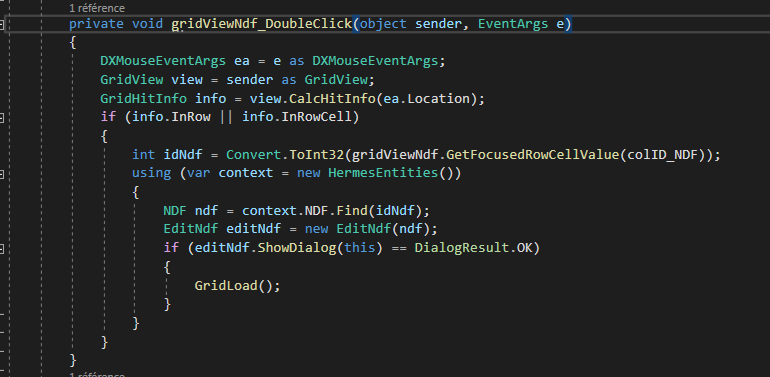 1 référence
private void gridViewNdf_DoubleClick(object sender, EventArgs e)
{
DXMouseEventArgs ea = e as DXMouseEventArgs;
GridView view = sender as GridView;
GridHitInfo info = view.CalcHitInfo(ea.Location);
if (info.InRow || info.InRowCell)
{
int idNdf = Convert.ToInt32(gridViewNdf.GetFocusedRowCellValue(colID_NDF));
using (var context = new HermesEntities())
{
NDF ndf = context.NDF.Find(idNdf);
EditNdf editNdf = new EditNdf(ndf);
if (editNdf.ShowDialog(this) == DialogResult.OK)
{
GridLoad();
}
}
}
}
1 référence